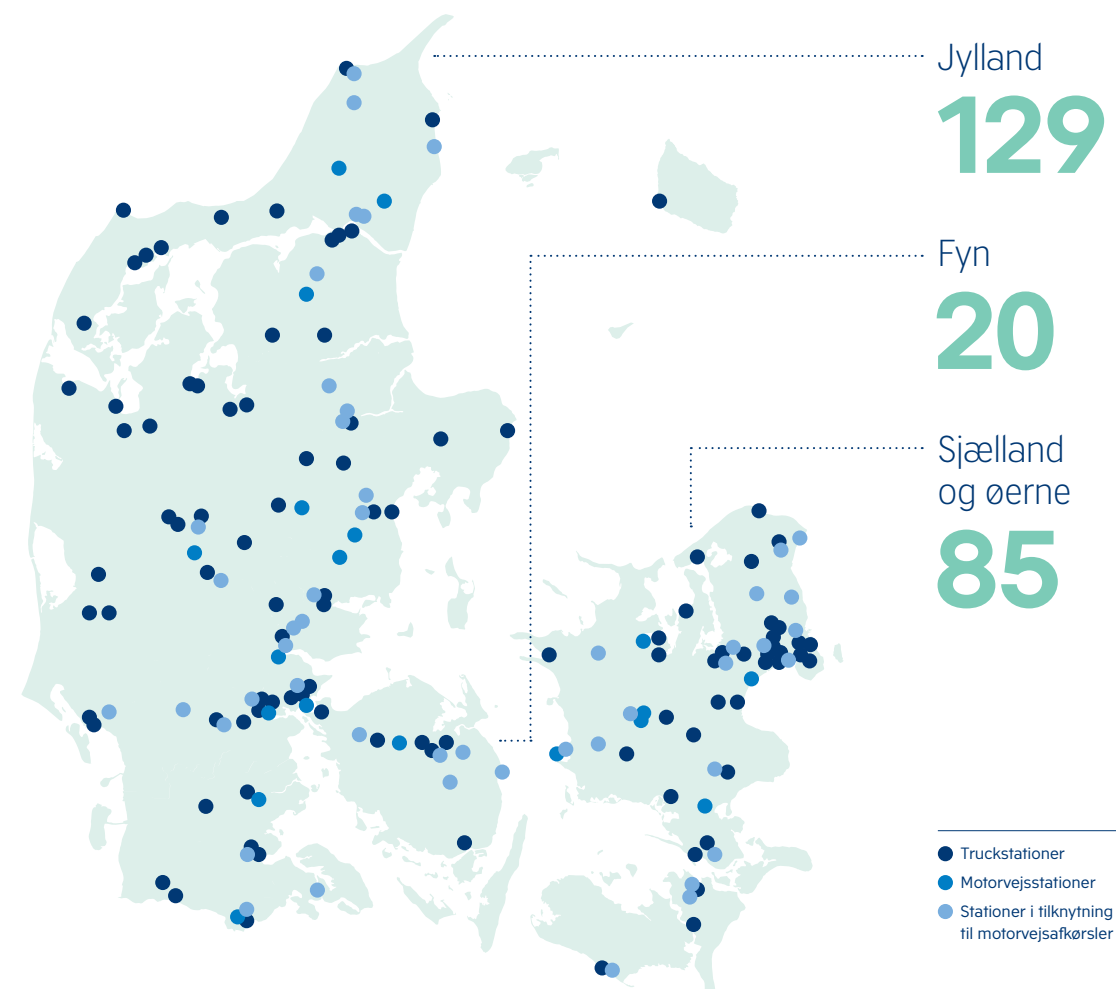 Jylland
129
Fyn
20
Sjælland
og øerne
85
Truckstationer
Motorvejsstationer
Stationer i tilknytning
til motorvejsafkørsler